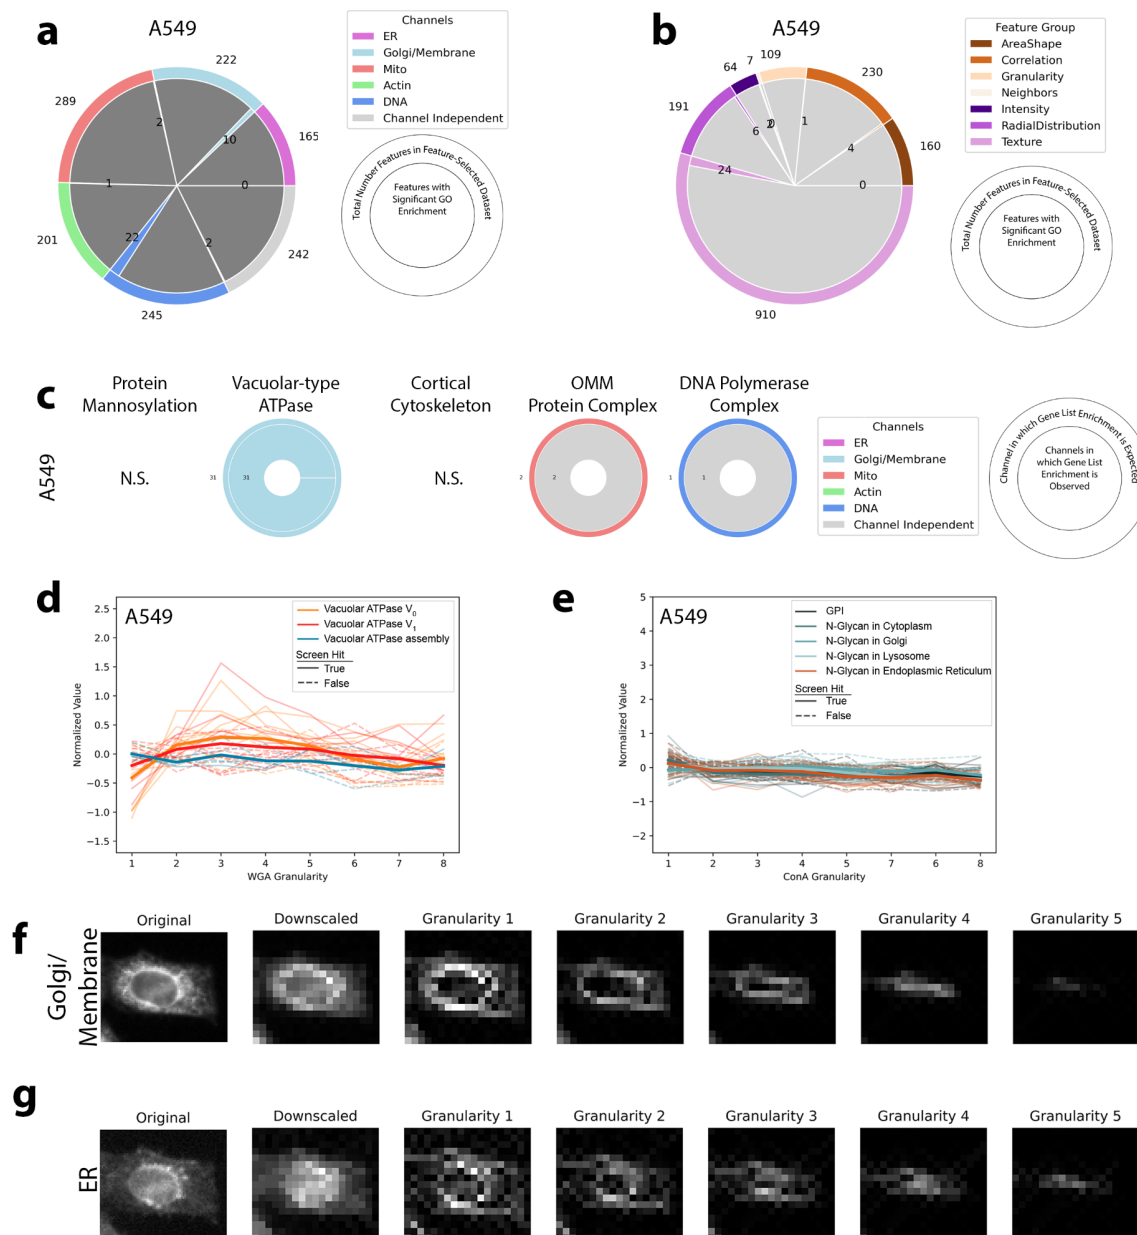 a
A549
222
289
165
201
242
245
2
10
0
1
22
2
Channels
ER
Golgi/Membrane
Mito
Actin
DNA
Channel Independent
Total Number Features in Feature-Selected Dataset
Features with
Significant GO
Enrichment
b
A549
109
7
64
230
191
160
910
1
6
4
24
0
Feature Group
AreaShape
Correlation
Granularity
Neighbors
Intensity
RadialDistribution
Texture
Total Number Features in Feature-Selected Dataset
Features with
Significant GO
Enrichment
c
Protein
Mannosylation
Vacuolar-type
ATPase
Cortical
Cytoskeleton
OMM
Protein Complex
DNA Polymerase
Complex
A549
N.S.
31
31
N.S.
2
2
1
1
Channels
ER
Golgi/Membrane
Mito
Actin
DNA
Channel Independent
Channel in which Gene List Enrichment is Expected
Channels in
which Gene List
Enrichment is
Observed
d
A549
Vacuolar ATPase V0
Vacuolar ATPase V1
Vacuolar ATPase assembly
Screen Hit
True
False
2.5
2.0
1.5
1.0
0.5
0.0
−0.5
−1.0
−1.5
Normalized Value
1 2 3 4 5 6 7 8
WGA Granularity
e
A549
GPI
N-Glycan in Cytoplasm
N-Glycan in Golgi
N-Glycan in Lysosome
N-Glycan in Endoplasmic Reticulum
Screen Hit
True
False
5
4
3
2
1
0
−1
−2
Normalized Value
1 2 3 4 5 6 7 8
ConA Granularity
f
Golgi/
Membrane
Original
Downscaled
Granularity 1
Granularity 2
Granularity 3
Granularity 4
Granularity 5
g
ER
Original
Downscaled
Granularity 1
Granularity 2
Granularity 3
Granularity 4
Granularity 5